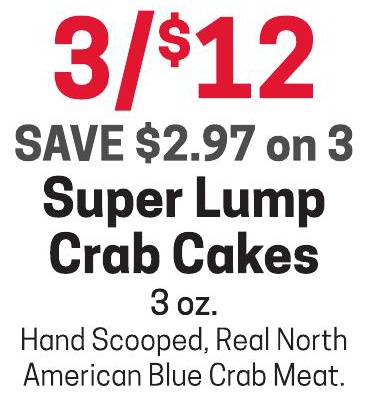 3/$12
SAVE $2.97 on 3
Super Lump
Crab Cakes
3 oz.
Hand Scooped, Real North
American Blue Crab Meat.